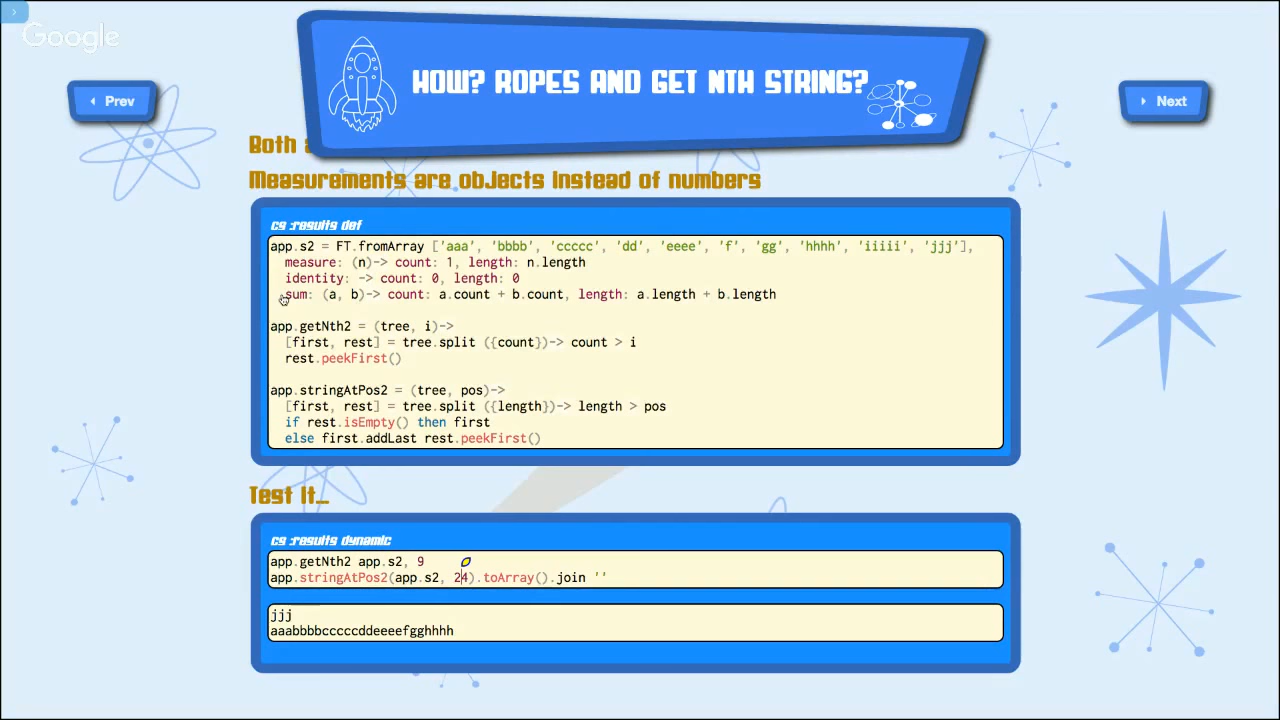 Google
HOW? ROPES AND GET NTH STRING?
Prev
Next
Both
Measurements are objects instead of numbers
cs :results def
app.s2 = FT.fromArray ['aaa', 'bbbb', 'ccccc', 'dd', 'eeee', 'f', 'gg', 'hhhh', 'iiiii', 'jjj'],
measure: (n)-> count: 1, length: n.length
identity: -> count: 0, length: 0
sum: (a, b)-> count: a.count + b.count, length: a.length + b.length
app.getNth2 = (tree, i)->
[first, rest] = tree.split ({count})-> count > i
rest.peekFirst()
app.stringAtPos2 = (tree, pos)->
[first, rest] = tree.split ({length})-> length > pos
if rest.isEmpty() then first
else first.addLast rest.peekFirst()
Test It...
cs :results dynamic
app.getNth2 app.s2, 9
app.stringAtPos2(app.s2, 24).toArray().join ''
jjj
aaabbbbcccccddeeeefgghhhh